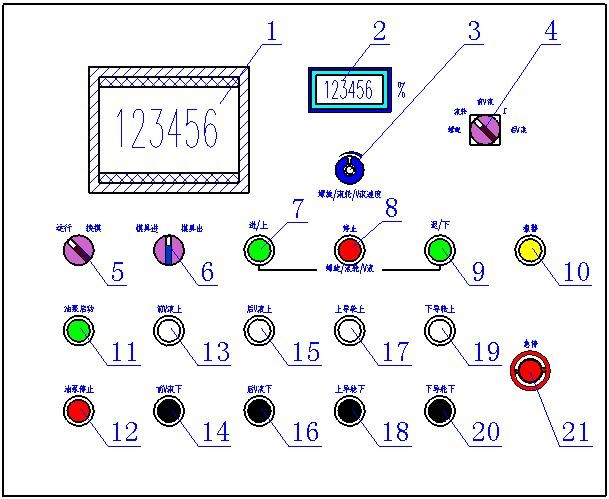 1
2
3
4
123456
123456 %
前V滚
滚轮
I
螺旋
螺旋/滚轮/V滚速度
7
8
运行 换模
模具进 模具出
进/上
停止
退/下
报警
5
6
螺旋/滚轮/V滚
9
10
油泵启动
前V滚上
后V滚上
上导轮上
下导轮上
11
13
15
17
19
急停
油泵停止
前V滚下
后V滚下
上导轮下
下导轮下
12
14
16
18
20
21